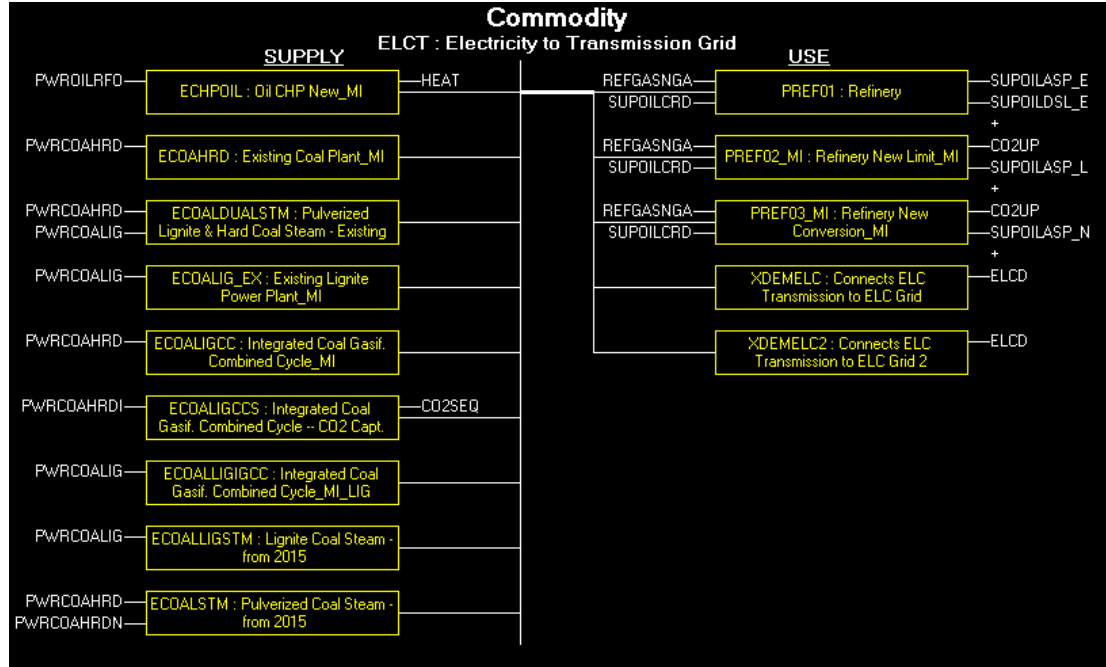 Commodity
ELCT : Electricity to Transmission Grid
SUPPLY
USE
PWROILRFO
ECHPOIL : Oil CHP New_MI
HEAT
PWRCOAHRD
ECOAHRD : Existing Coal Plant_MI
PWRCOAHRD
PWRCOALIG
ECOALDUALSTM : Pulverized
Lignite & Hard Coal Steam - Existing
PWRCOALIG
ECOALIG_EX : Existing Lignite
Power Plant_MI
PWRCOAHRD
ECOALIGCC : Integrated Coal Gasif.
Combined Cycle_MI
PWRCOAHRDI
ECOALIGCCS : Integrated Coal
Gasif. Combined Cycle -- CO2 Capt.
CO2SEQ
PWRCOALIG
ECOALLIGIGCC : Integrated Coal
Gasif. Combined Cycle_MI_LIG
PWRCOALIG
ECOALLIGSTM : Lignite Coal Steam -
from 2015
PWRCOAHRD
PWRCOAHRDN
ECOALSTM : Pulverized Coal Steam -
from 2015
REFGASNGA
SUPOILCRD
PREF01 : Refinery
SUPOILASP_E
SUPOILDSL_E
+
REFGASNGA
SUPOILCRD
PREF02_MI : Refinery New Limit_MI
CO2UP
SUPOILASP_L
+
REFGASNGA
SUPOILCRD
PREF03_MI : Refinery New
Conversion_MI
CO2UP
SUPOILASP_N
+
XDEMELC : Connects ELC
Transmission to ELC Grid
ELCD
XDEMELC2 : Connects ELC
Transmission to ELC Grid 2
ELCD